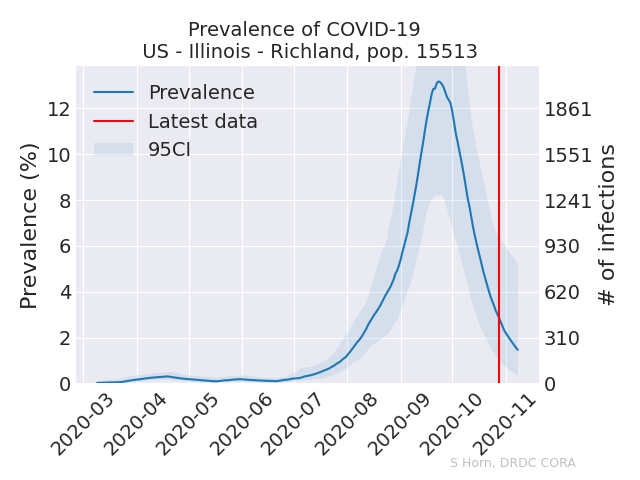 Prevalence of COVID-19
US - Illinois - Richland, pop. 15513
Prevalence
Latest data
95CI
Prevalence (%)
12
10
8
6
4
2
0
1861
1551
1241
930
620
310
0
# of infections
2020-03
2020-04
2020-05
2020-06
2020-07
2020-08
2020-09
2020-10
2020-11
S Horn, DRDC CORA